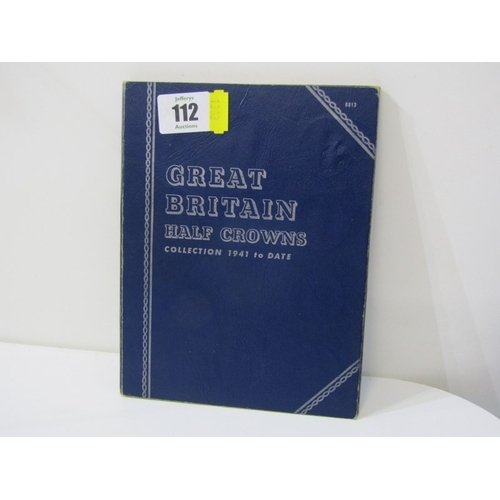 Jefferys
112
Auctions
8813
GREAT
BRITAIN
HALF CROWNS
COLLECTION 1941 to DATE